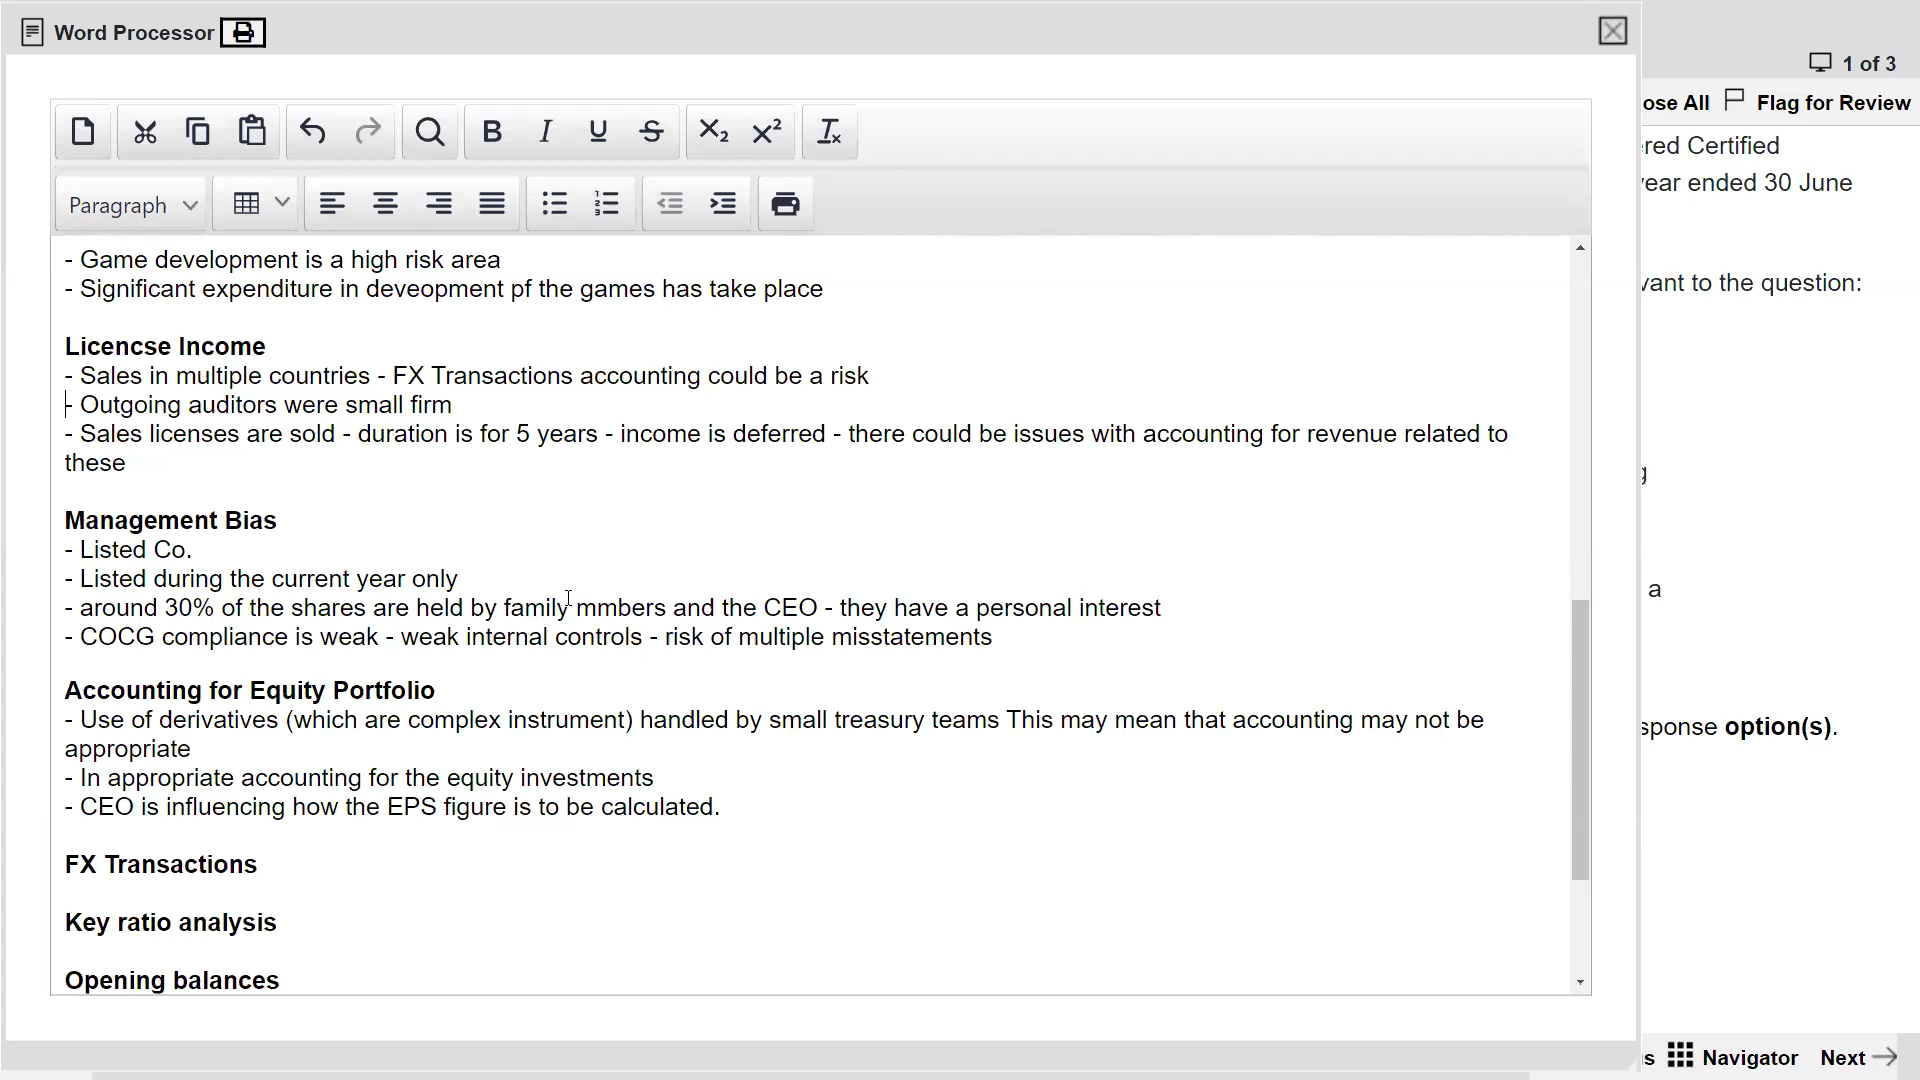 Word Processor
1 of 3
ose All Flag for Review
red Certified
year ended 30 June
vant to the question:
Paragraph
- Game development is a high risk area
- Significant expenditure in deveopment pf the games has take place
Licencse Income
- Sales in multiple countries - FX Transactions accounting could be a risk
- Outgoing auditors were small firm
- Sales licenses are sold - duration is for 5 years - income is deferred - there could be issues with accounting for revenue related to
these
g
Management Bias
- Listed Co.
- Listed during the current year only
- around 30% of the shares are held by family mmbers and the CEO - they have a personal interest
- COCG compliance is weak - weak internal controls - risk of multiple misstatements
a
Accounting for Equity Portfolio
- Use of derivatives (which are complex instrument) handled by small treasury teams This may mean that accounting may not be
appropriate
- In appropriate accounting for the equity investments
- CEO is influencing how the EPS figure is to be calculated.
sponse option(s).
FX Transactions
Key ratio analysis
Opening balances
s Navigator Next